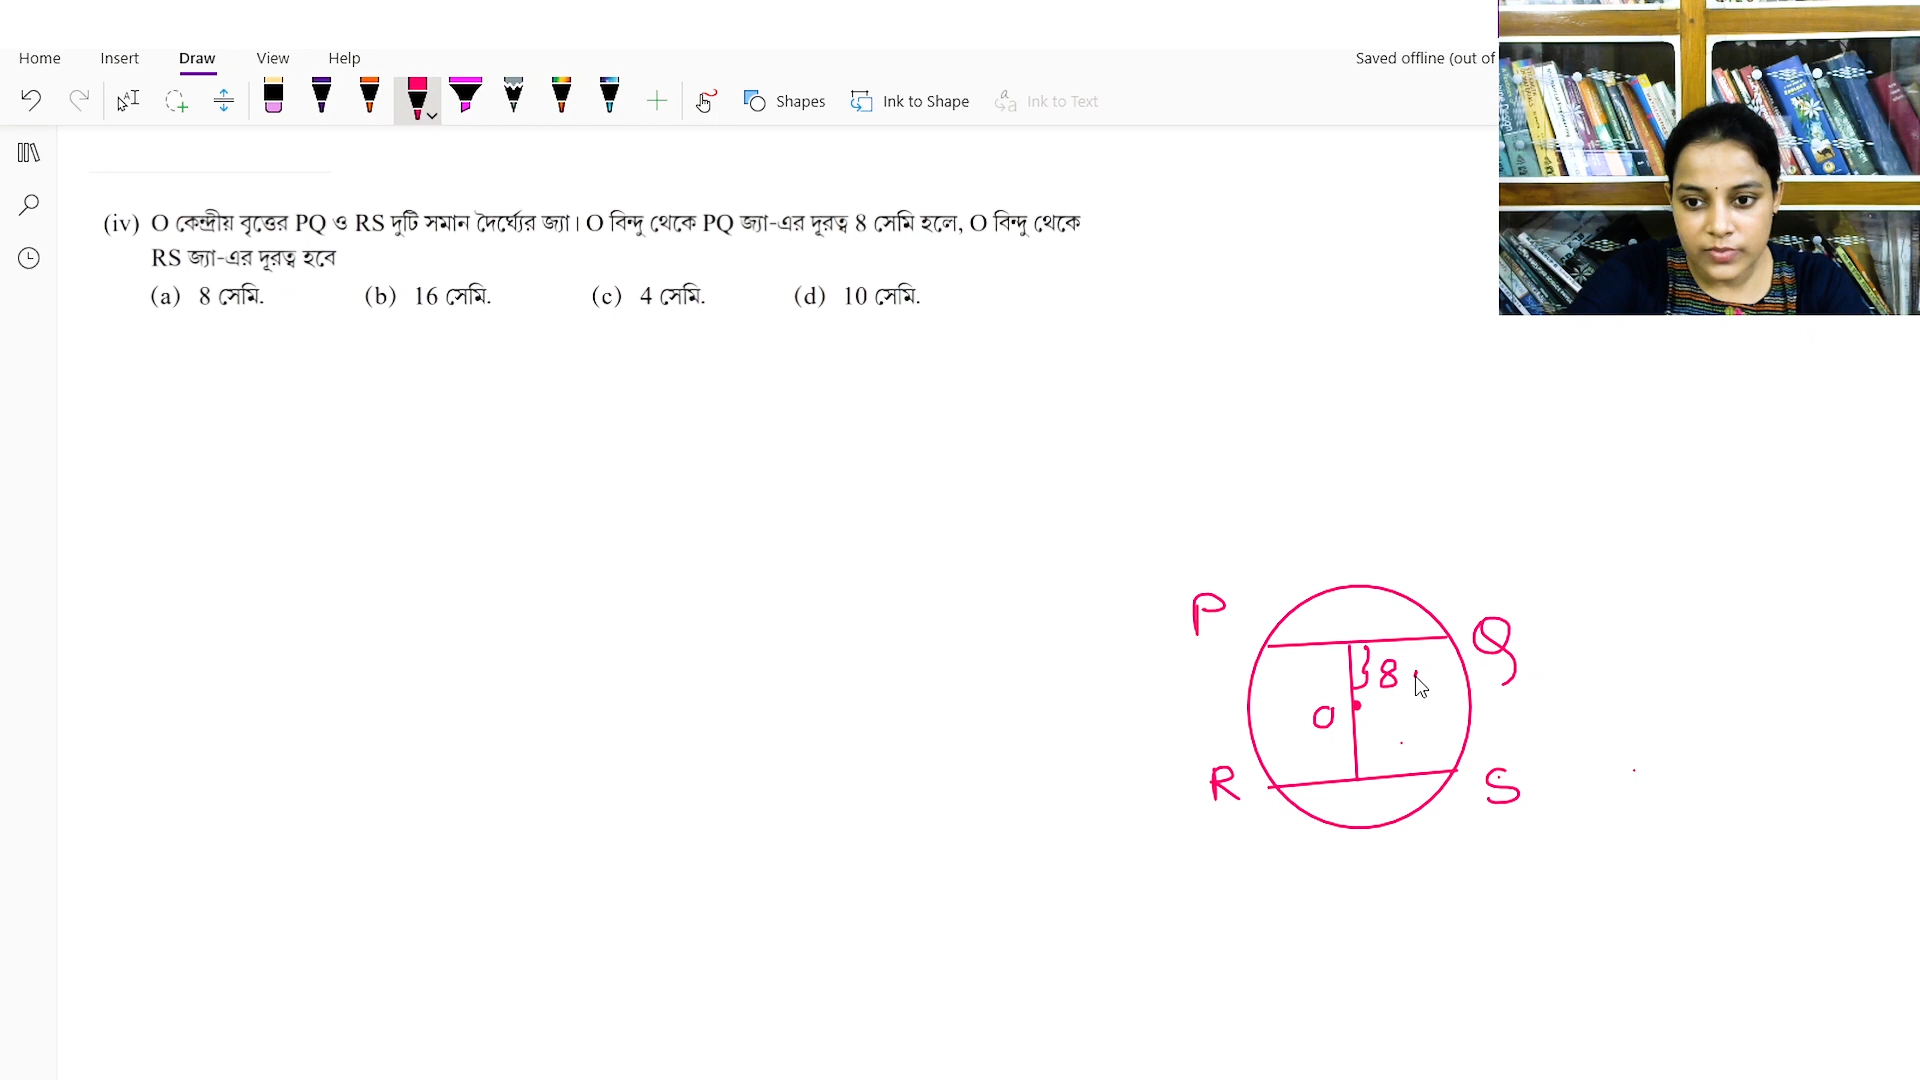 Home Insert Draw View Help Saved offline (out of
Shapes Ink to Shape Ink to Text
(iv) O কেন্দ্রীয় বৃত্তের PQ ও RS দুটি সমান দৈর্ঘ্যের জ্যা। O বিন্দু থেকে PQ জ্যা-এর দূরত্ব 8 সেমি হলে, O বিন্দু থেকে
RS জ্যা-এর দূরত্ব হবে
(a) 8 সেমি. (b) 16 সেমি. (c) 4 সেমি. (d) 10 সেমি.
P Q
8
O
R S